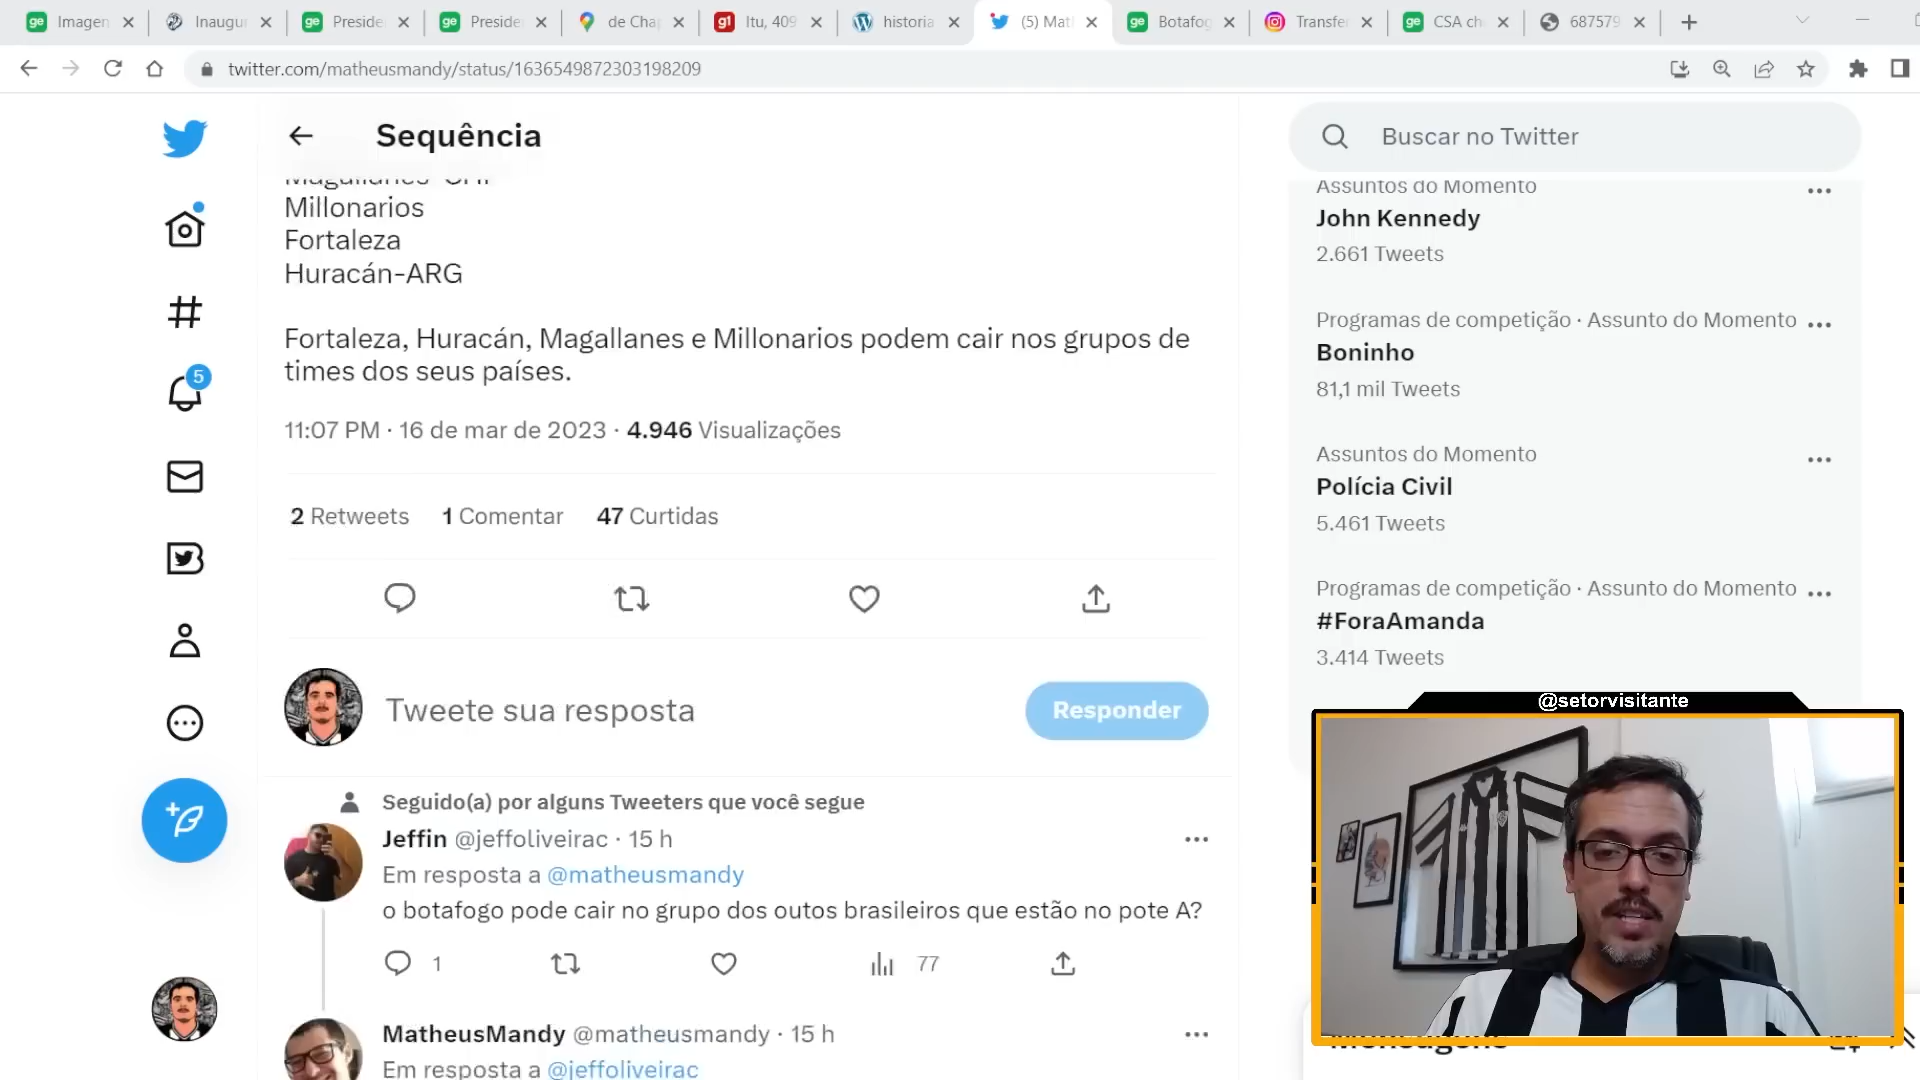 Imagen
Inaugur
Preside
Preside
de Chap
Itu, 409
historia
(5) Mat
Botafog
Transfe
CSA ch
687579
twitter.com/matheusmandy/status/1636549872303198209
Sequência
Buscar no Twitter
Millonarios
Fortaleza
Huracán-ARG
Fortaleza, Huracán, Magallanes e Millonarios podem cair nos grupos de
times dos seus países.
11:07 PM · 16 de mar de 2023 · 4.946 Visualizações
2 Retweets 1 Comentar 47 Curtidas
Tweete sua resposta
Responder
Seguido(a) por alguns Tweeters que você segue
Jeffin @jeffoliveirac · 15 h
Em resposta a @matheusmandy
o botafogo pode cair no grupo dos outos brasileiros que estão no pote A?
1
77
MatheusMandy @matheusmandy · 15 h
Em resposta a @jeffoliveirac
5
Assuntos do Momento
John Kennedy
2.661 Tweets
Programas de competição · Assunto do Momento
Boninho
81,1 mil Tweets
Assuntos do Momento
Polícia Civil
5.461 Tweets
Programas de competição · Assunto do Momento
#ForaAmanda
3.414 Tweets
@setorvisitante